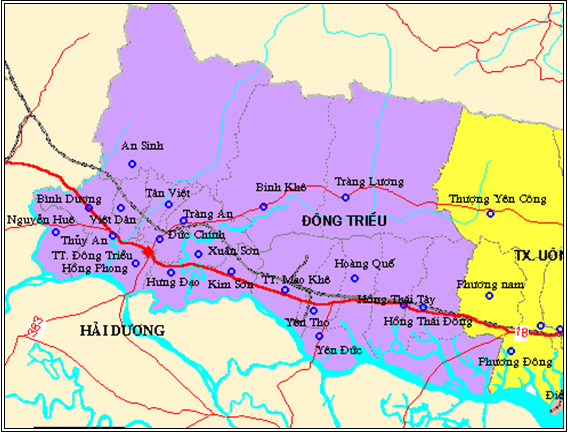 An Sinh
Bình Dương
Tân Việt
Bình Khê
Tràng Lương
Thượng Yên Công
Nguyễn Huệ
Việt Dân
Tràng An
ĐÔNG TRIỀU
Thủy An
Đức Chính
TT. Đông Triều
Xuân Sơn
Hoàng Quế
TX. UÔN
Hồng Phong
Hưng Đạo
Kim Sơn
TT. Mạo Khê
Phương nam
Hồng Thái Tây
Yên Thọ
Hồng Thái Đông
383
HẢI DƯƠNG
18
Yên Đức
Phương Đông
Điề